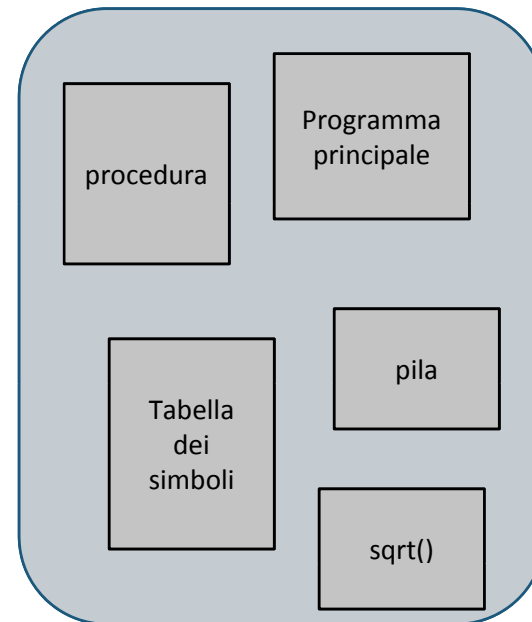 procedura
Programma
principale
pila
Tabella
dei
simboli
sqrt()